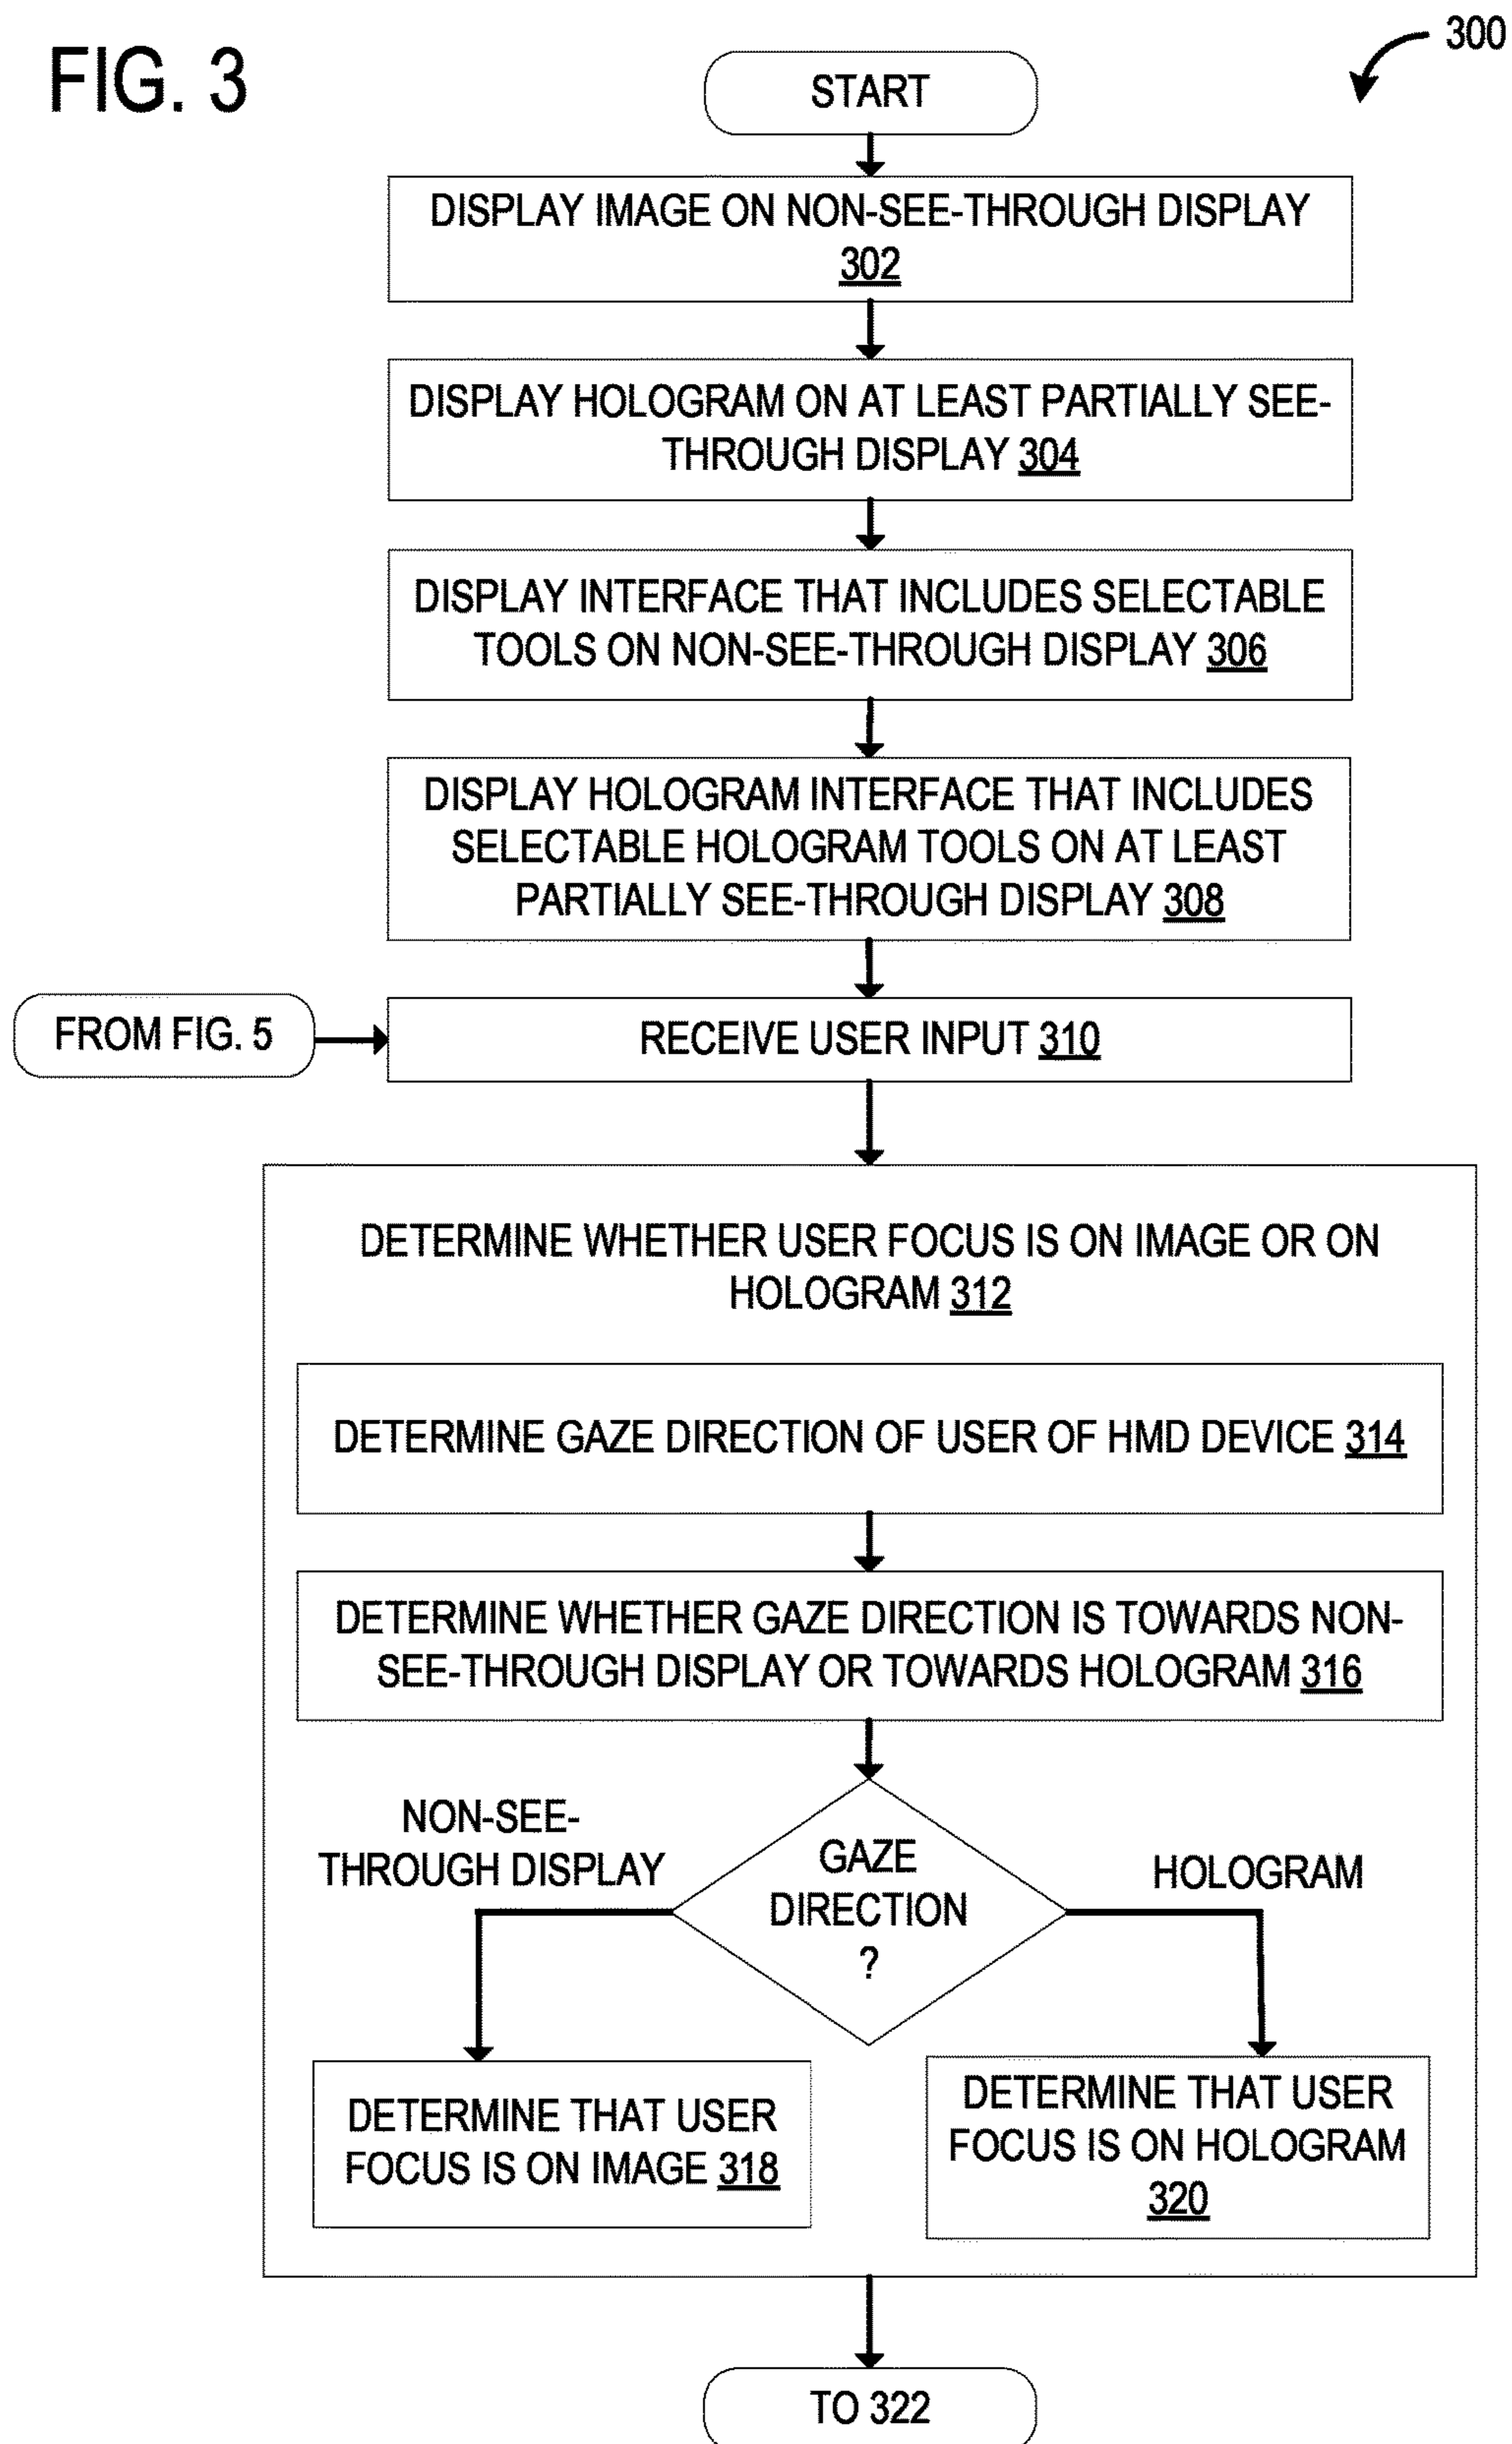 FIG. 3
300
START
DISPLAY IMAGE ON NON-SEE-THROUGH DISPLAY
302
DISPLAY HOLOGRAM ON AT LEAST PARTIALLY SEE-
THROUGH DISPLAY 304
DISPLAY INTERFACE THAT INCLUDES SELECTABLE
TOOLS ON NON-SEE-THROUGH DISPLAY 306
DISPLAY HOLOGRAM INTERFACE THAT INCLUDES
SELECTABLE HOLOGRAM TOOLS ON AT LEAST
PARTIALLY SEE-THROUGH DISPLAY 308
FROM FIG. 5
RECEIVE USER INPUT 310
DETERMINE WHETHER USER FOCUS IS ON IMAGE OR ON
HOLOGRAM 312
DETERMINE GAZE DIRECTION OF USER OF HMD DEVICE 314
DETERMINE WHETHER GAZE DIRECTION IS TOWARDS NON-
SEE-THROUGH DISPLAY OR TOWARDS HOLOGRAM 316
NON-SEE-
THROUGH DISPLAY
GAZE
DIRECTION
?
HOLOGRAM
DETERMINE THAT USER
FOCUS IS ON IMAGE 318
DETERMINE THAT USER
FOCUS IS ON HOLOGRAM
320
TO 322